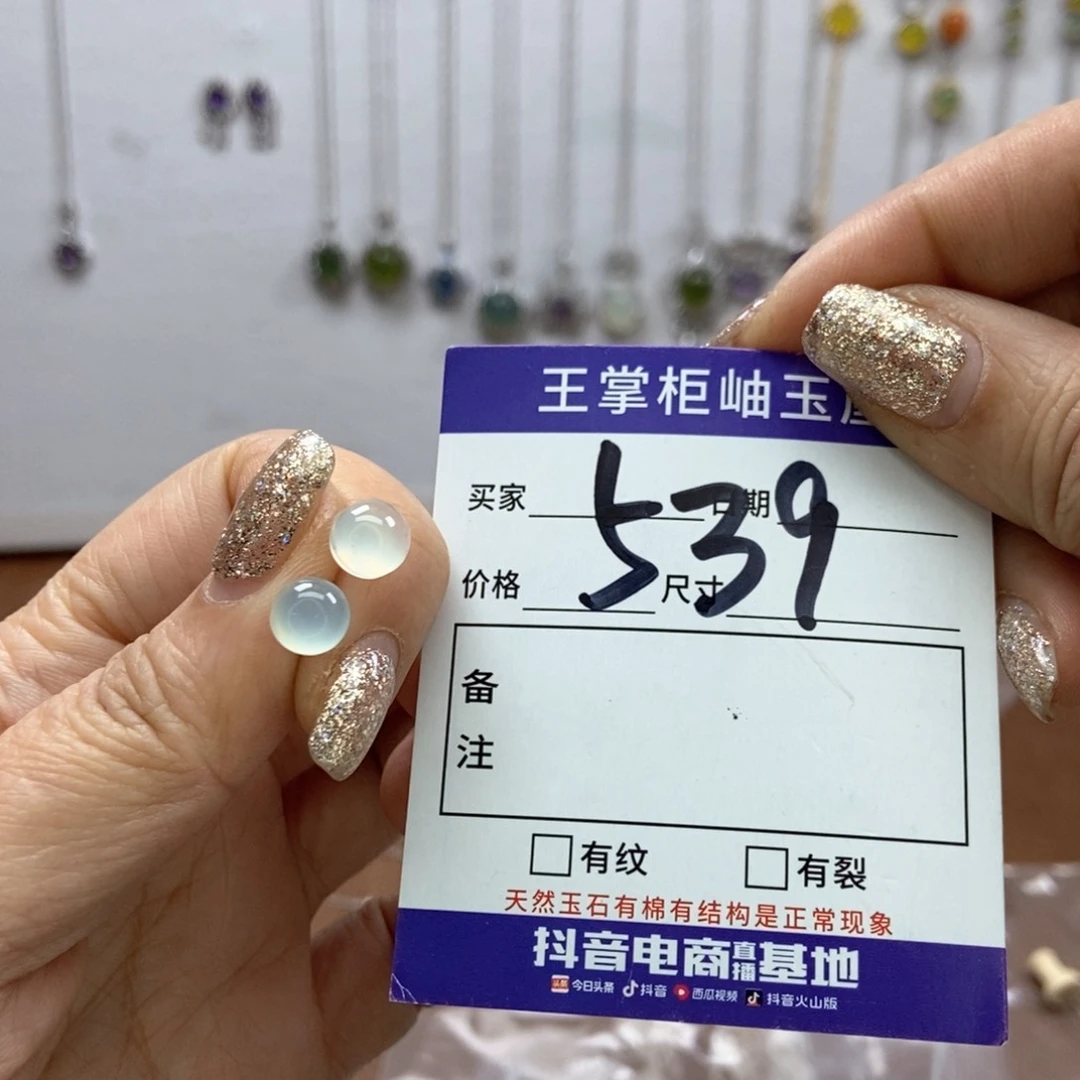 王掌柜岫玉
买家 日期
539
价格 尺寸
备
注
有纹 有裂
天然玉石有棉有结构是正常现象
抖音电商直播基地
头条 今日头条 抖音 西瓜视频 抖音火山版